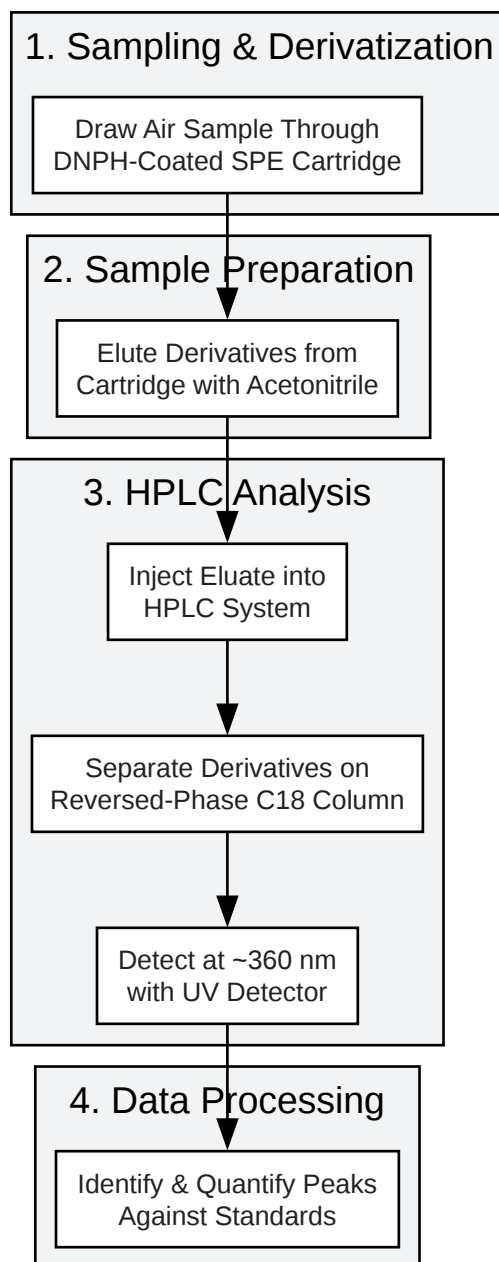 1. Sampling & Derivatization
Draw Air Sample Through
DNPH-Coated SPE Cartridge
2. Sample Preparation
Elute Derivatives from
Cartridge with Acetonitrile
3. HPLC Analysis
Inject Eluate into
HPLC System
Separate Derivatives on
Reversed-Phase C18 Column
Detect at ~360 nm
with UV Detector
4. Data Processing
Identify & Quantify Peaks
Against Standards